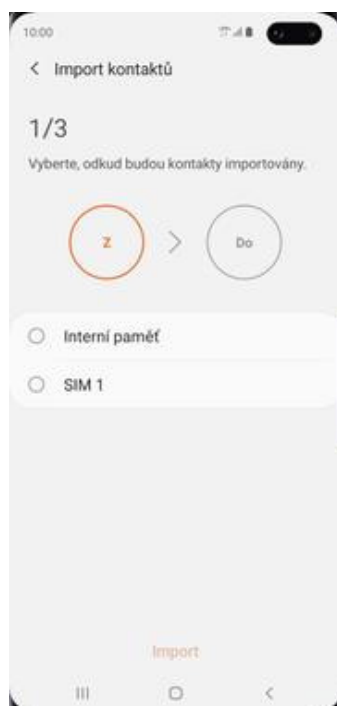 10:00
Import kontaktů
1/3
Vyberte, odkud budou kontakty importovány.
Z
Do
Interní paměť
SIM 1
Import